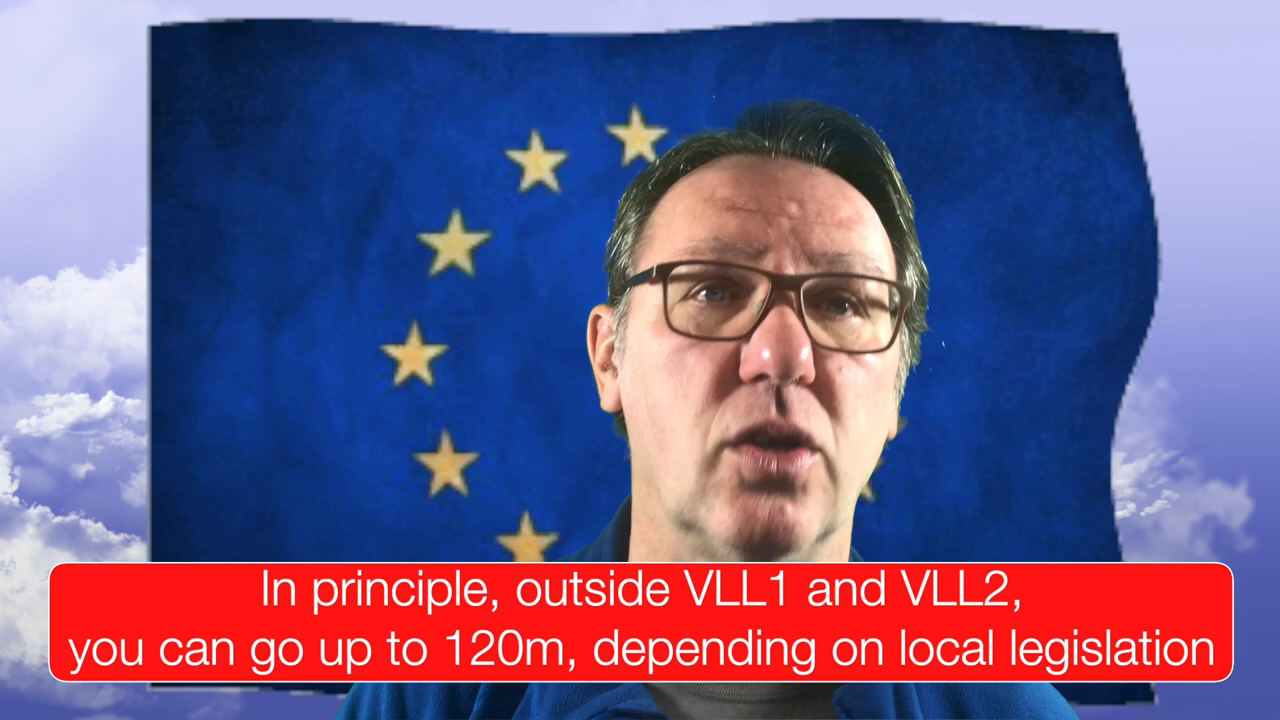 In principle, outside VLL1 and VLL2,
you can go up to 120m, depending on local legislation